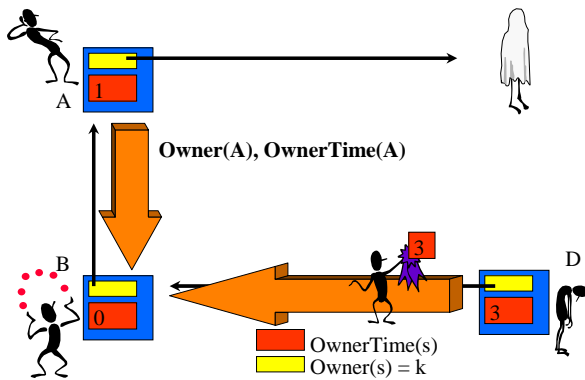 A
1
Owner(A), OwnerTime(A)
B
0
3
D
3
OwnerTime(s)
Owner(s) = k